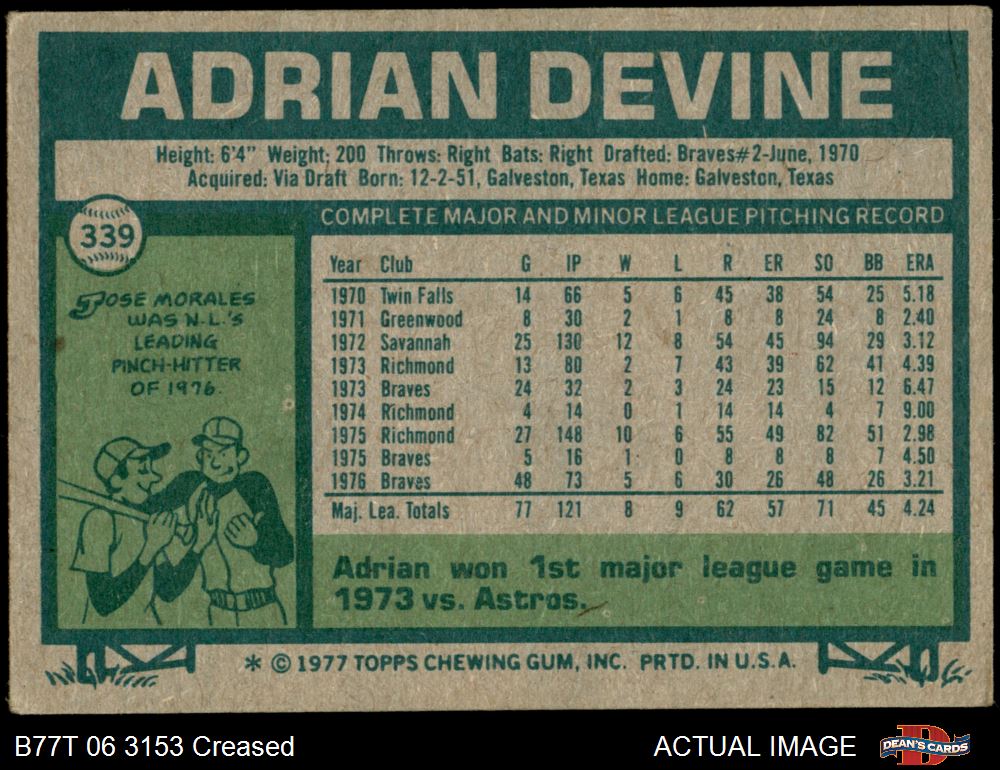 ADRIAN DEVINE
Height: 6'4" Weight: 200 Throws: Right Bats: Right Drafted: Braves#2-June, 1970
Acquired: Via Draft Born: 12-2-51, Galveston, Texas Home: Galveston, Texas
339
JOSE MORALES
WAS N.L.'S
LEADING
PINCH-HITTER
OF 1976.
COMPLETE MAJOR AND MINOR LEAGUE PITCHING RECORD
Year Club G IP W L R ER SO BB ERA
1970 Twin Falls 14 66 5 6 45 38 54 25 5.18
1971 Greenwood 8 30 2 1 8 8 24 8 2.40
1972 Savannah 25 130 12 8 54 45 94 29 3.12
1973 Richmond 13 80 2 7 43 39 62 41 4.39
1973 Braves 24 32 2 3 24 23 15 12 6.47
1974 Richmond 4 14 0 1 14 14 4 7 9.00
1975 Richmond 27 148 10 6 55 49 82 51 2.98
1975 Braves 5 16 1 0 8 8 8 7 4.50
1976 Braves 48 73 5 6 30 26 48 26 3.21
Maj. Lea. Totals 77 121 8 9 62 57 71 45 4.24
Adrian won 1st major league game in
1973 vs. Astros.
* © 1977 TOPPS CHEWING GUM, INC. PRTD. IN U.S.A.
B77T 06 3153 Creased
ACTUAL IMAGE
DEAN'S CARDS